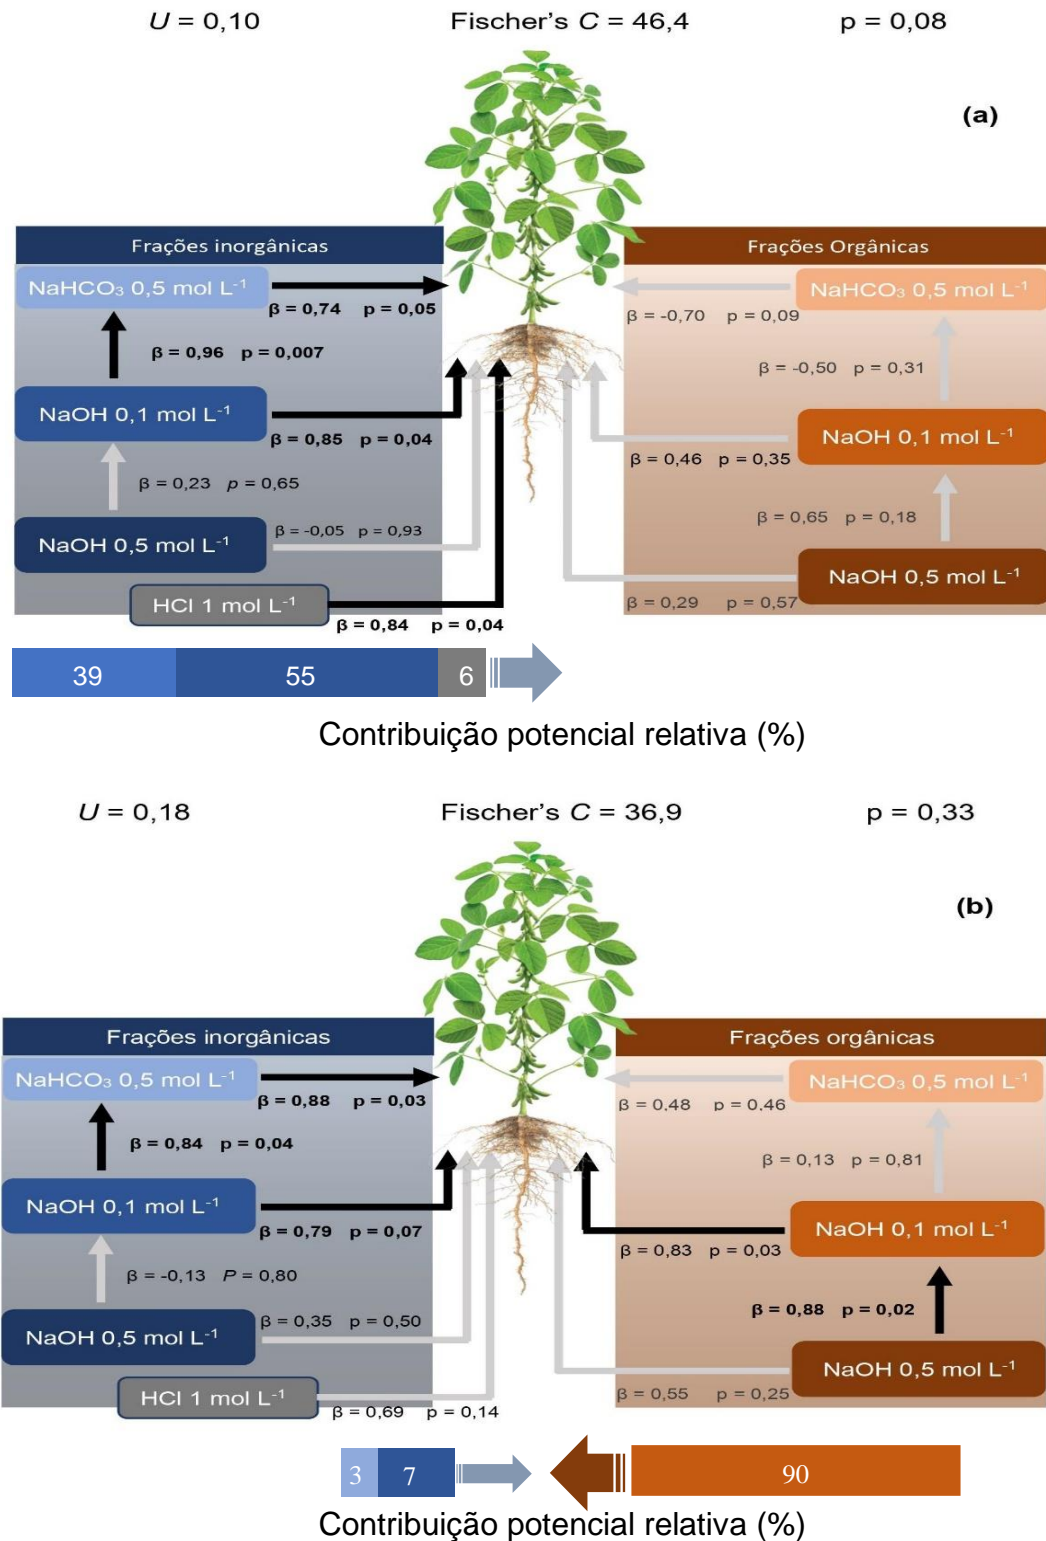 U = 0,10 Fischer's C = 46,4 p = 0,08
(a)
Frações inorgânicas
NaHCO₃ 0,5 mol L⁻¹
β = 0,74 p = 0,05
β = 0,96 p = 0,007
NaOH 0,1 mol L⁻¹
β = 0,85 p = 0,04
β = 0,23 p = 0,65
NaOH 0,5 mol L⁻¹
β = -0,05 p = 0,93
HCl 1 mol L⁻¹
β = 0,84 p = 0,04
Frações Orgânicas
NaHCO₃ 0,5 mol L⁻¹
β = -0,70 p = 0,09
β = -0,50 p = 0,31
NaOH 0,1 mol L⁻¹
β = 0,46 p = 0,35
β = 0,65 p = 0,18
NaOH 0,5 mol L⁻¹
β = 0,29 p = 0,57
39 55 6
Contribuição potencial relativa (%)
U = 0,18 Fischer's C = 36,9 p = 0,33
(b)
Frações inorgânicas
NaHCO₃ 0,5 mol L⁻¹
β = 0,88 p = 0,03
β = 0,84 p = 0,04
NaOH 0,1 mol L⁻¹
β = 0,79 p = 0,07
β = -0,13 P = 0,80
NaOH 0,5 mol L⁻¹
β = 0,35 p = 0,50
HCl 1 mol L⁻¹
β = 0,69 p = 0,14
Frações orgânicas
NaHCO₃ 0,5 mol L⁻¹
β = 0,48 p = 0,46
β = 0,13 p = 0,81
NaOH 0,1 mol L⁻¹
β = 0,83 p = 0,03
β = 0,88 p = 0,02
NaOH 0,5 mol L⁻¹
β = 0,55 p = 0,25
3 7 90
Contribuição potencial relativa (%)